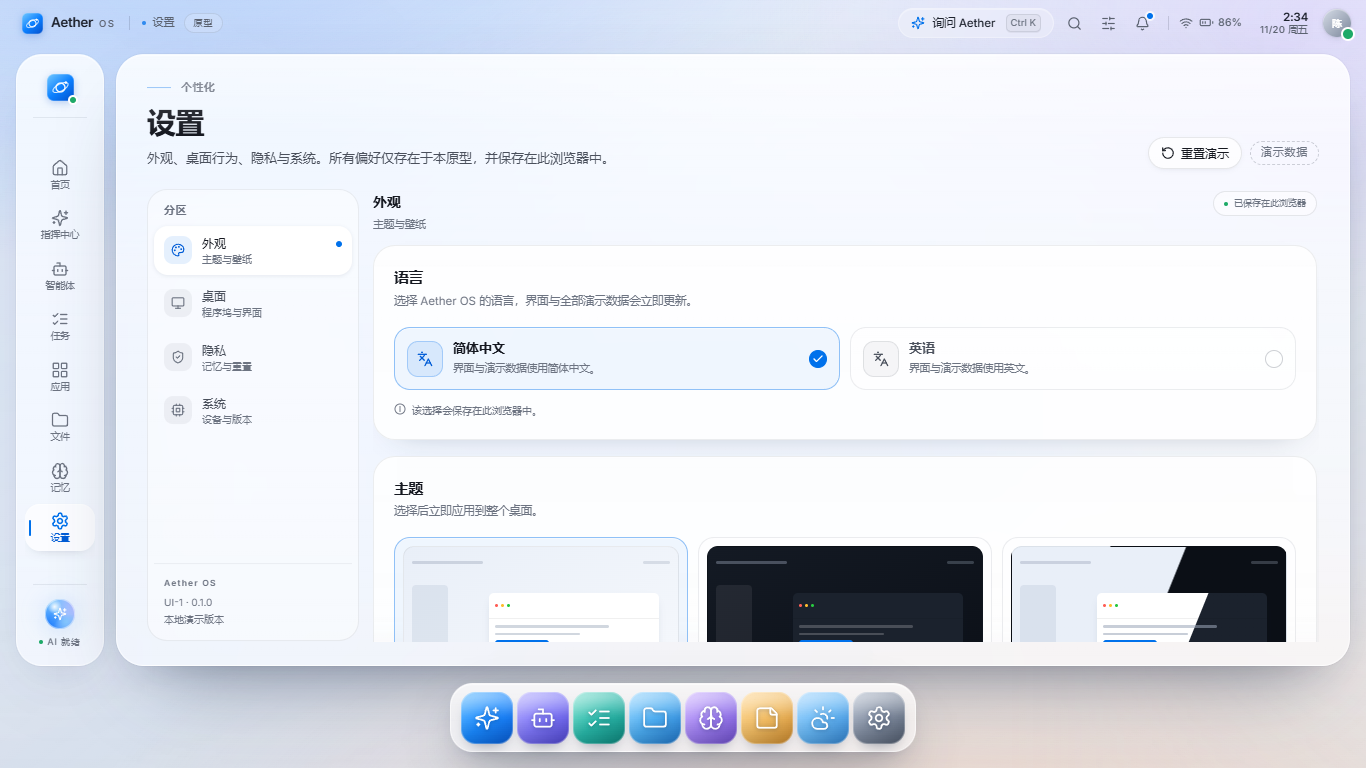 Aether OS
设置
原型
询问 Aether
Ctrl K
86%
2:34
11/20 周五
陈
首页
指挥中心
智能体
任务
应用
文件
记忆
设置
AI 就绪
个性化
设置
外观、桌面行为、隐私与系统。所有偏好仅存在于本原型，并保存在此浏览器中。
重置演示
演示数据
分区
外观
主题与壁纸
桌面
程序坞与界面
隐私
记忆与重置
系统
设备与版本
Aether OS
UI-1 · 0.1.0
本地演示版本
外观
主题与壁纸
已保存在此浏览器
语言
选择 Aether OS 的语言，界面与全部演示数据会立即更新。
简体中文
界面与演示数据使用简体中文。
英语
界面与演示数据使用英文。
该选择会保存在此浏览器中。
主题
选择后立即应用到整个桌面。